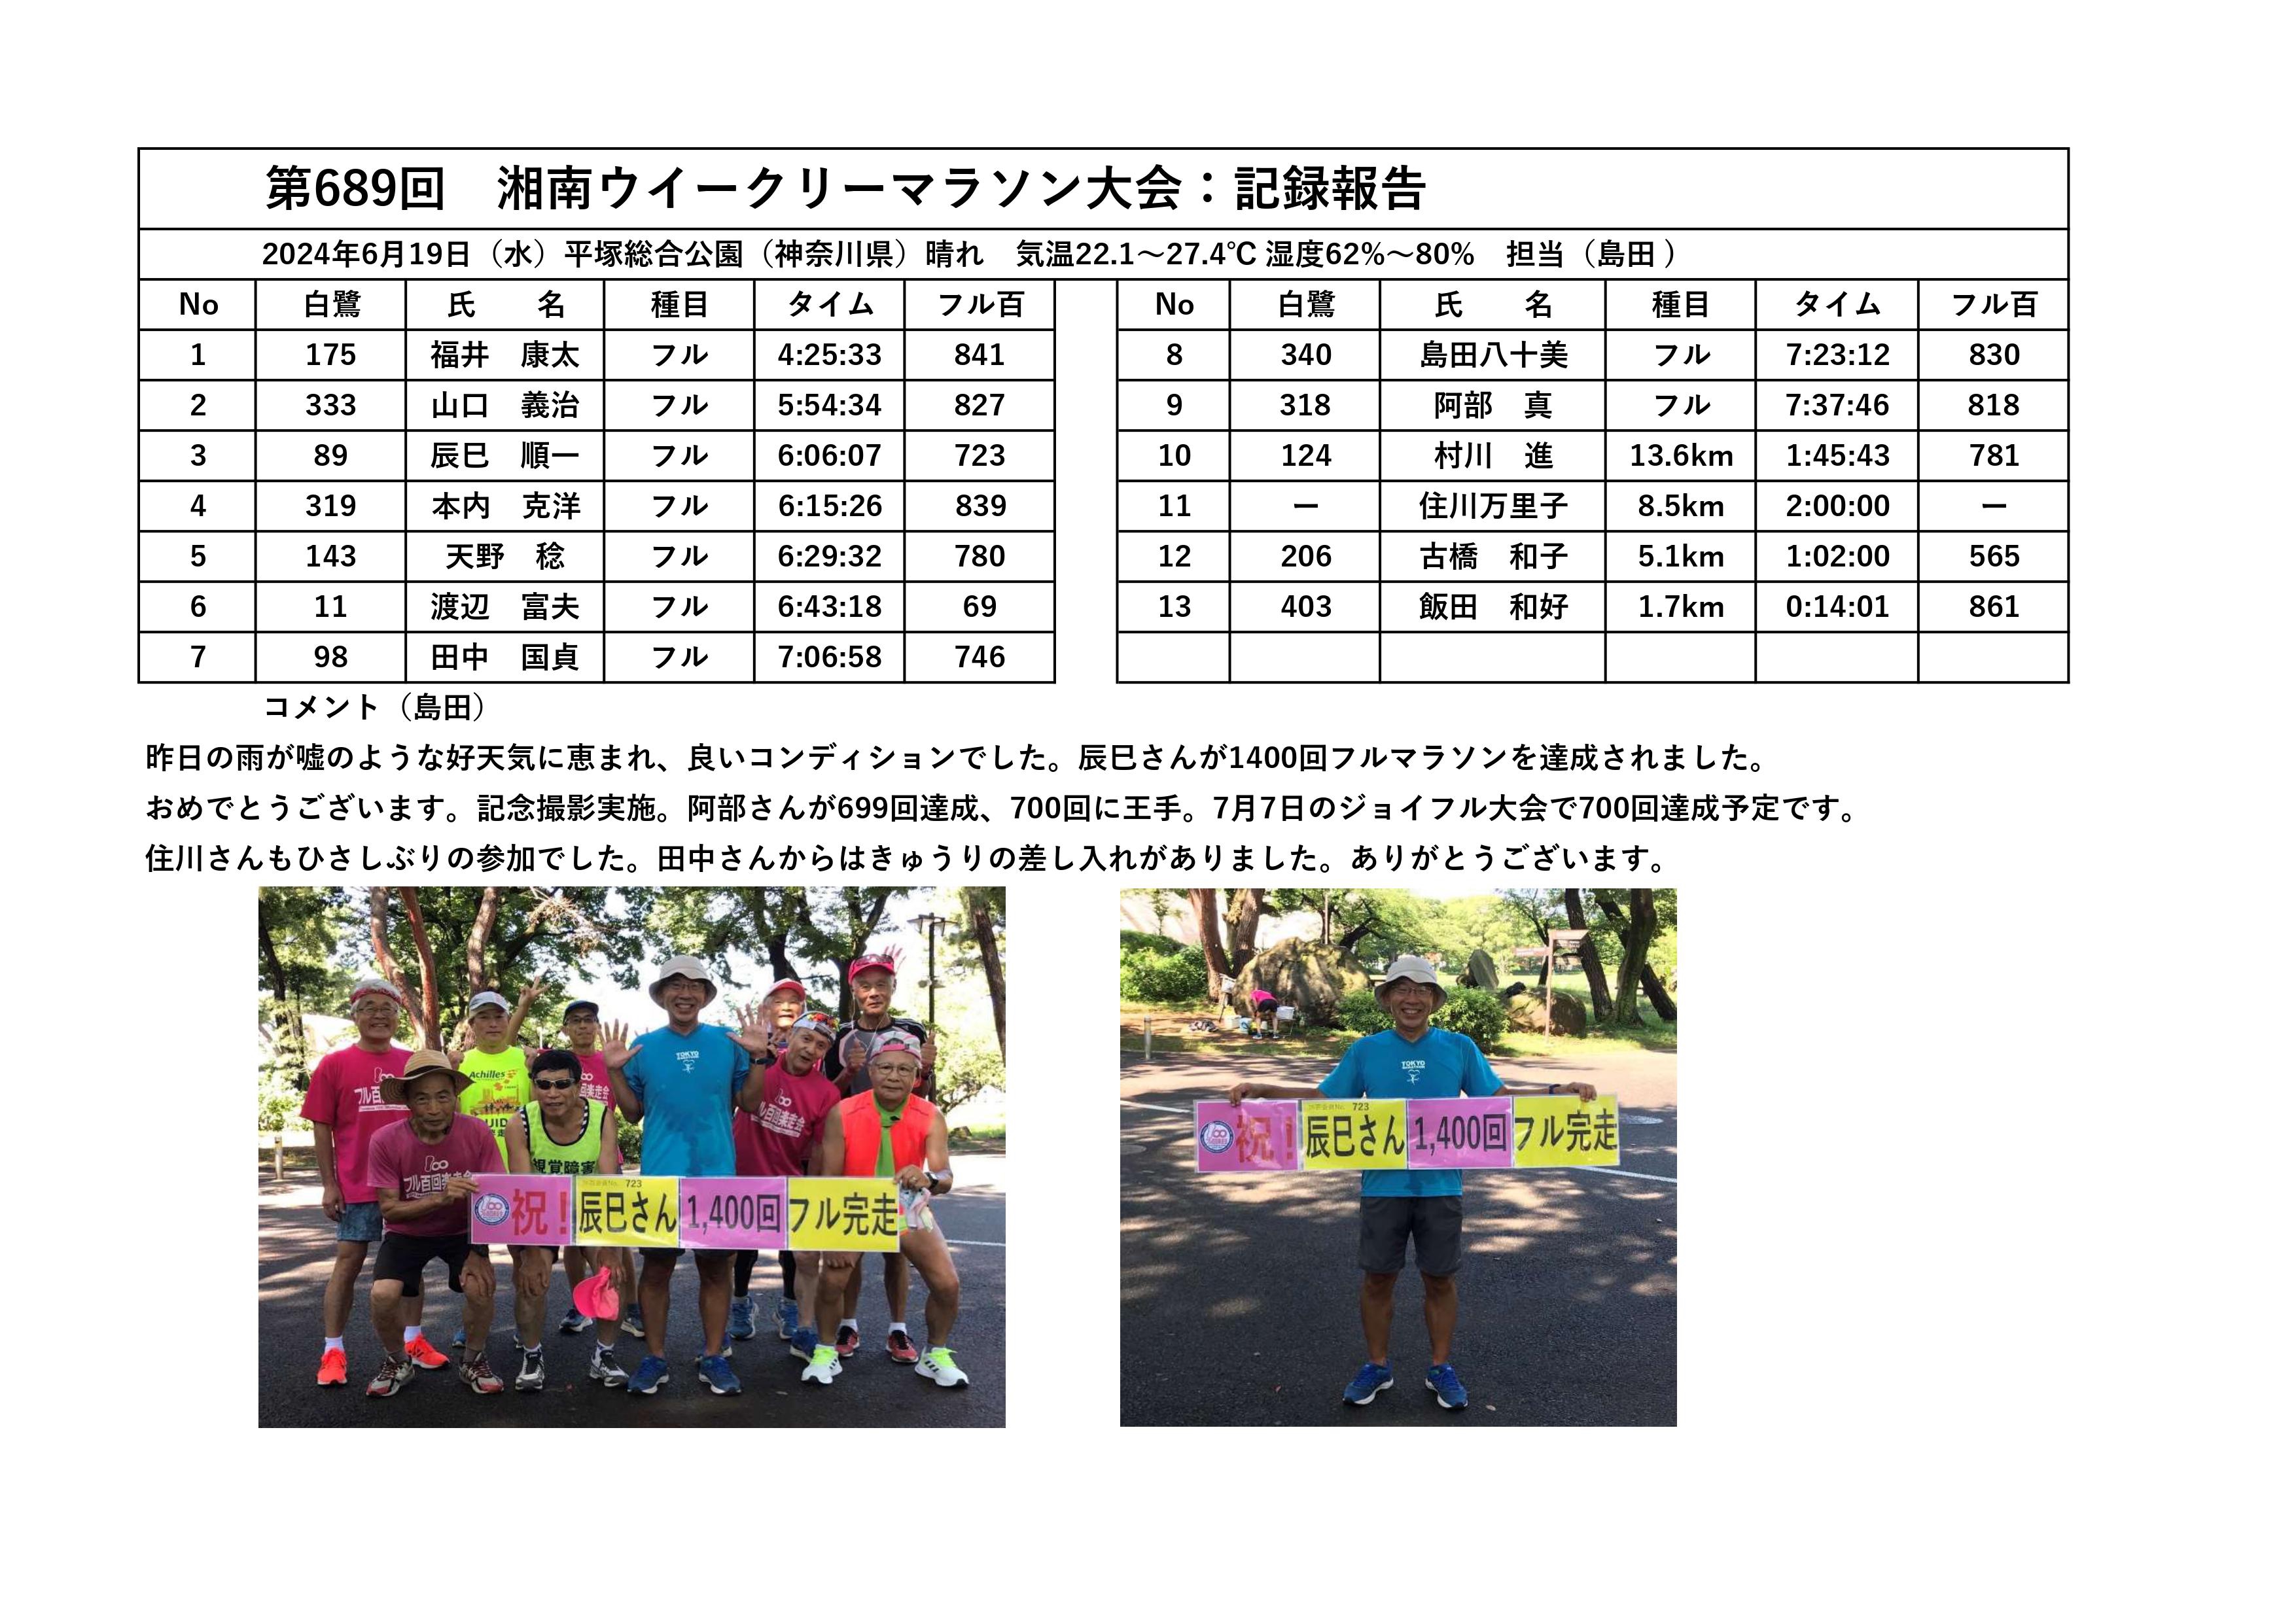 第689回　湘南ウイークリーマラソン大会：記録報告
2024年6月19日（水）平塚総合公園（神奈川県）晴れ　気温22.1～27.4℃ 湿度62%～80%　担当（島田 ）
No 白鷺 氏　　名 種目 タイム フル百
1 175 福井　康太 フル 4:25:33 841
2 333 山口　義治 フル 5:54:34 827
3 89 辰巳　順一 フル 6:06:07 723
4 319 本内　克洋 フル 6:15:26 839
5 143 天野　稔 フル 6:29:32 780
6 11 渡辺　富夫 フル 6:43:18 69
7 98 田中　国貞 フル 7:06:58 746
No 白鷺 氏　　名 種目 タイム フル百
8 340 島田八十美 フル 7:23:12 830
9 318 阿部　真 フル 7:37:46 818
10 124 村川　進 13.6km 1:45:43 781
11 ー 住川万里子 8.5km 2:00:00 ー
12 206 古橋　和子 5.1km 1:02:00 565
13 403 飯田　和好 1.7km 0:14:01 861
コメント（島田）
昨日の雨が嘘のような好天気に恵まれ、良いコンディションでした。辰巳さんが1400回フルマラソンを達成されました。
おめでとうございます。記念撮影実施。阿部さんが699回達成、700回に王手。7月7日のジョイフル大会で700回達成予定です。
住川さんもひさしぶりの参加でした。田中さんからはきゅうりの差し入れがありました。ありがとうございます。
TOKYO
Achilles
フル百回楽走会
視覚障害
723
祝！辰巳さん 1,400回 フル完走
TOKYO
723
祝！辰巳さん 1,400回 フル完走